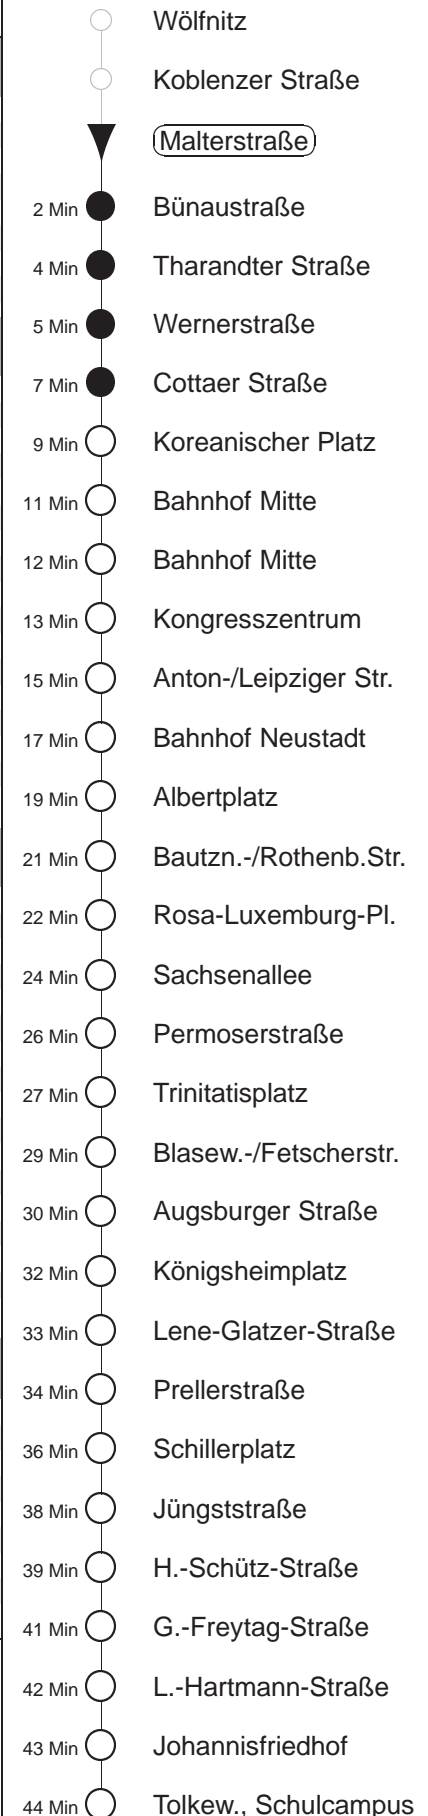 Wölfnitz
Koblenzer Straße
Malterstraße
2 Min Bünaustraße
4 Min Tharandter Straße
5 Min Wernerstraße
7 Min Cottaer Straße
9 Min Koreanischer Platz
11 Min Bahnhof Mitte
12 Min Bahnhof Mitte
13 Min Kongresszentrum
15 Min Anton-/Leipziger Str.
17 Min Bahnhof Neustadt
19 Min Albertplatz
21 Min Bautzn.-/Rothenb.Str.
22 Min Rosa-Luxemburg-Pl.
24 Min Sachsenallee
26 Min Permoserstraße
27 Min Trinitatisplatz
29 Min Blasew.-/Fetscherstr.
30 Min Augsburger Straße
32 Min Königsheimplatz
33 Min Lene-Glatzer-Straße
34 Min Prellerstraße
36 Min Schillerplatz
38 Min Jüngststraße
39 Min H.-Schütz-Straße
41 Min G.-Freytag-Straße
42 Min L.-Hartmann-Straße
43 Min Johannisfriedhof
44 Min Tolkew., Schulcampus